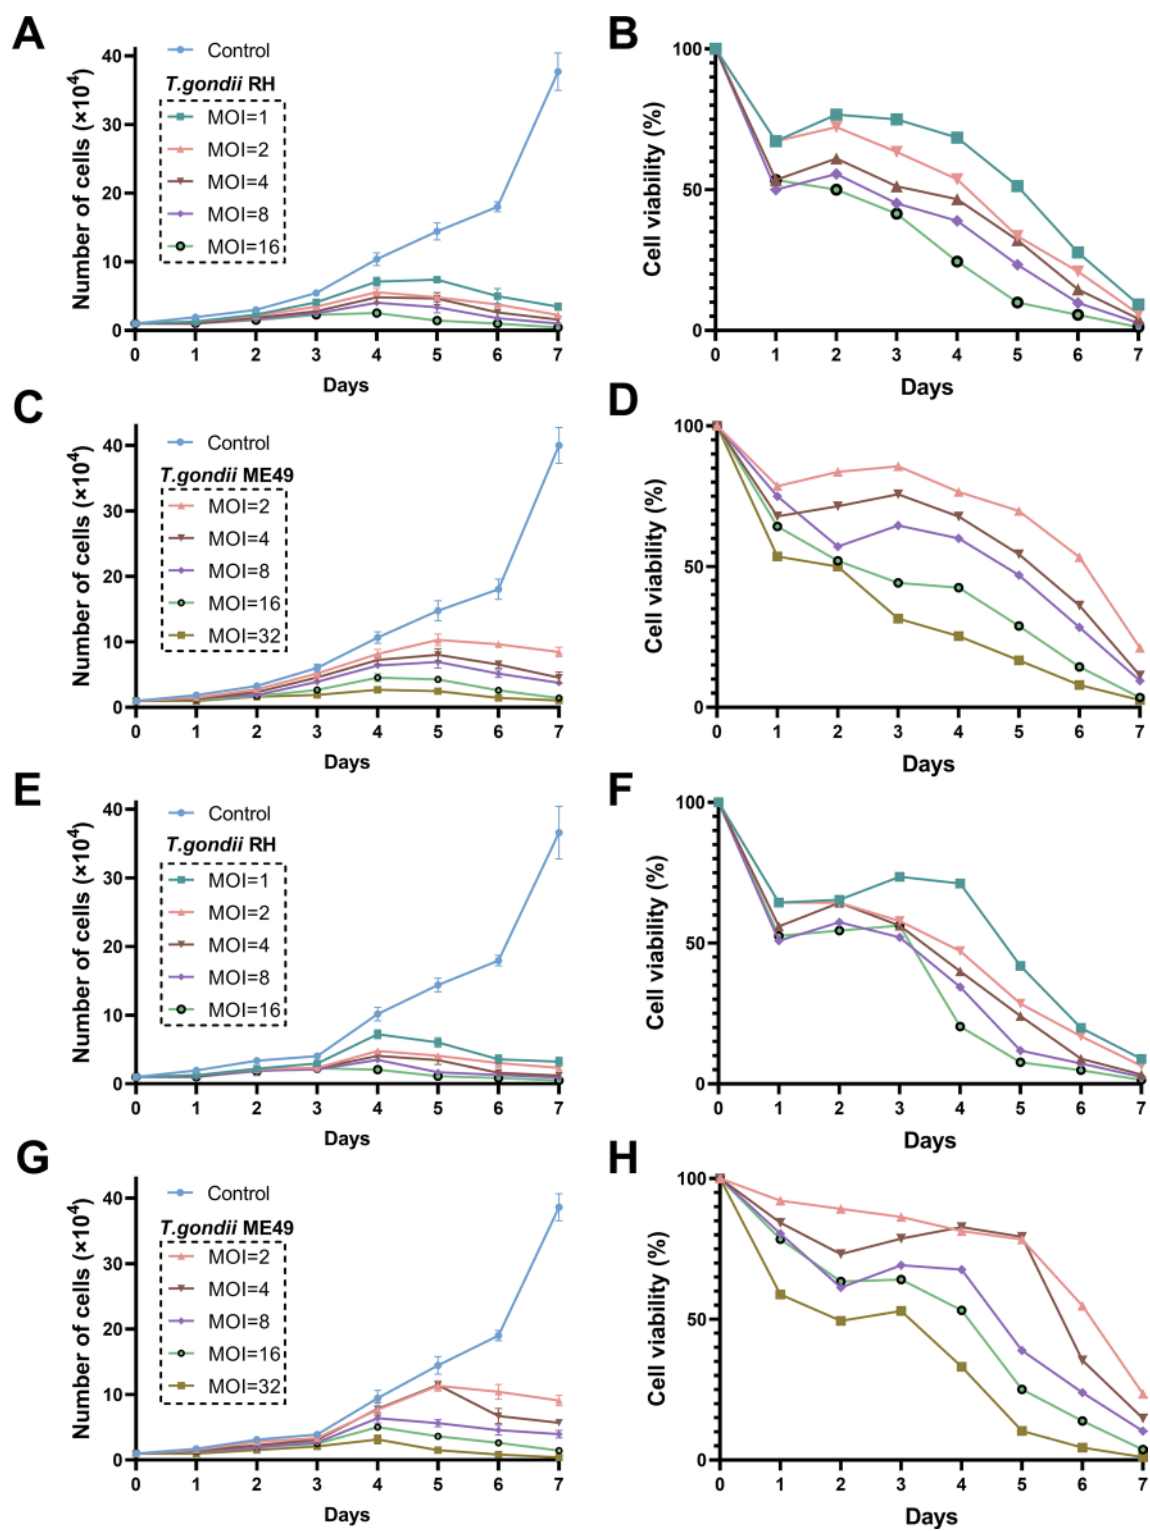 A
Number of cells (×10⁴)
40
30
20
10
0
Control
T.gondii RH
MOI=1
MOI=2
MOI=4
MOI=8
MOI=16
0 1 2 3 4 5 6 7
Days
B
Cell viability (%)
100
50
0
0 1 2 3 4 5 6 7
Days
C
Number of cells (×10⁴)
40
30
20
10
0
Control
T.gondii ME49
MOI=2
MOI=4
MOI=8
MOI=16
MOI=32
0 1 2 3 4 5 6 7
Days
D
Cell viability (%)
100
50
0
0 1 2 3 4 5 6 7
Days
E
Number of cells (×10⁴)
40
30
20
10
0
Control
T.gondii RH
MOI=1
MOI=2
MOI=4
MOI=8
MOI=16
0 1 2 3 4 5 6 7
Days
F
Cell viability (%)
100
50
0
0 1 2 3 4 5 6 7
Days
G
Number of cells (×10⁴)
40
30
20
10
0
Control
T.gondii ME49
MOI=2
MOI=4
MOI=8
MOI=16
MOI=32
0 1 2 3 4 5 6 7
Days
H
Cell viability (%)
100
50
0
0 1 2 3 4 5 6 7
Days